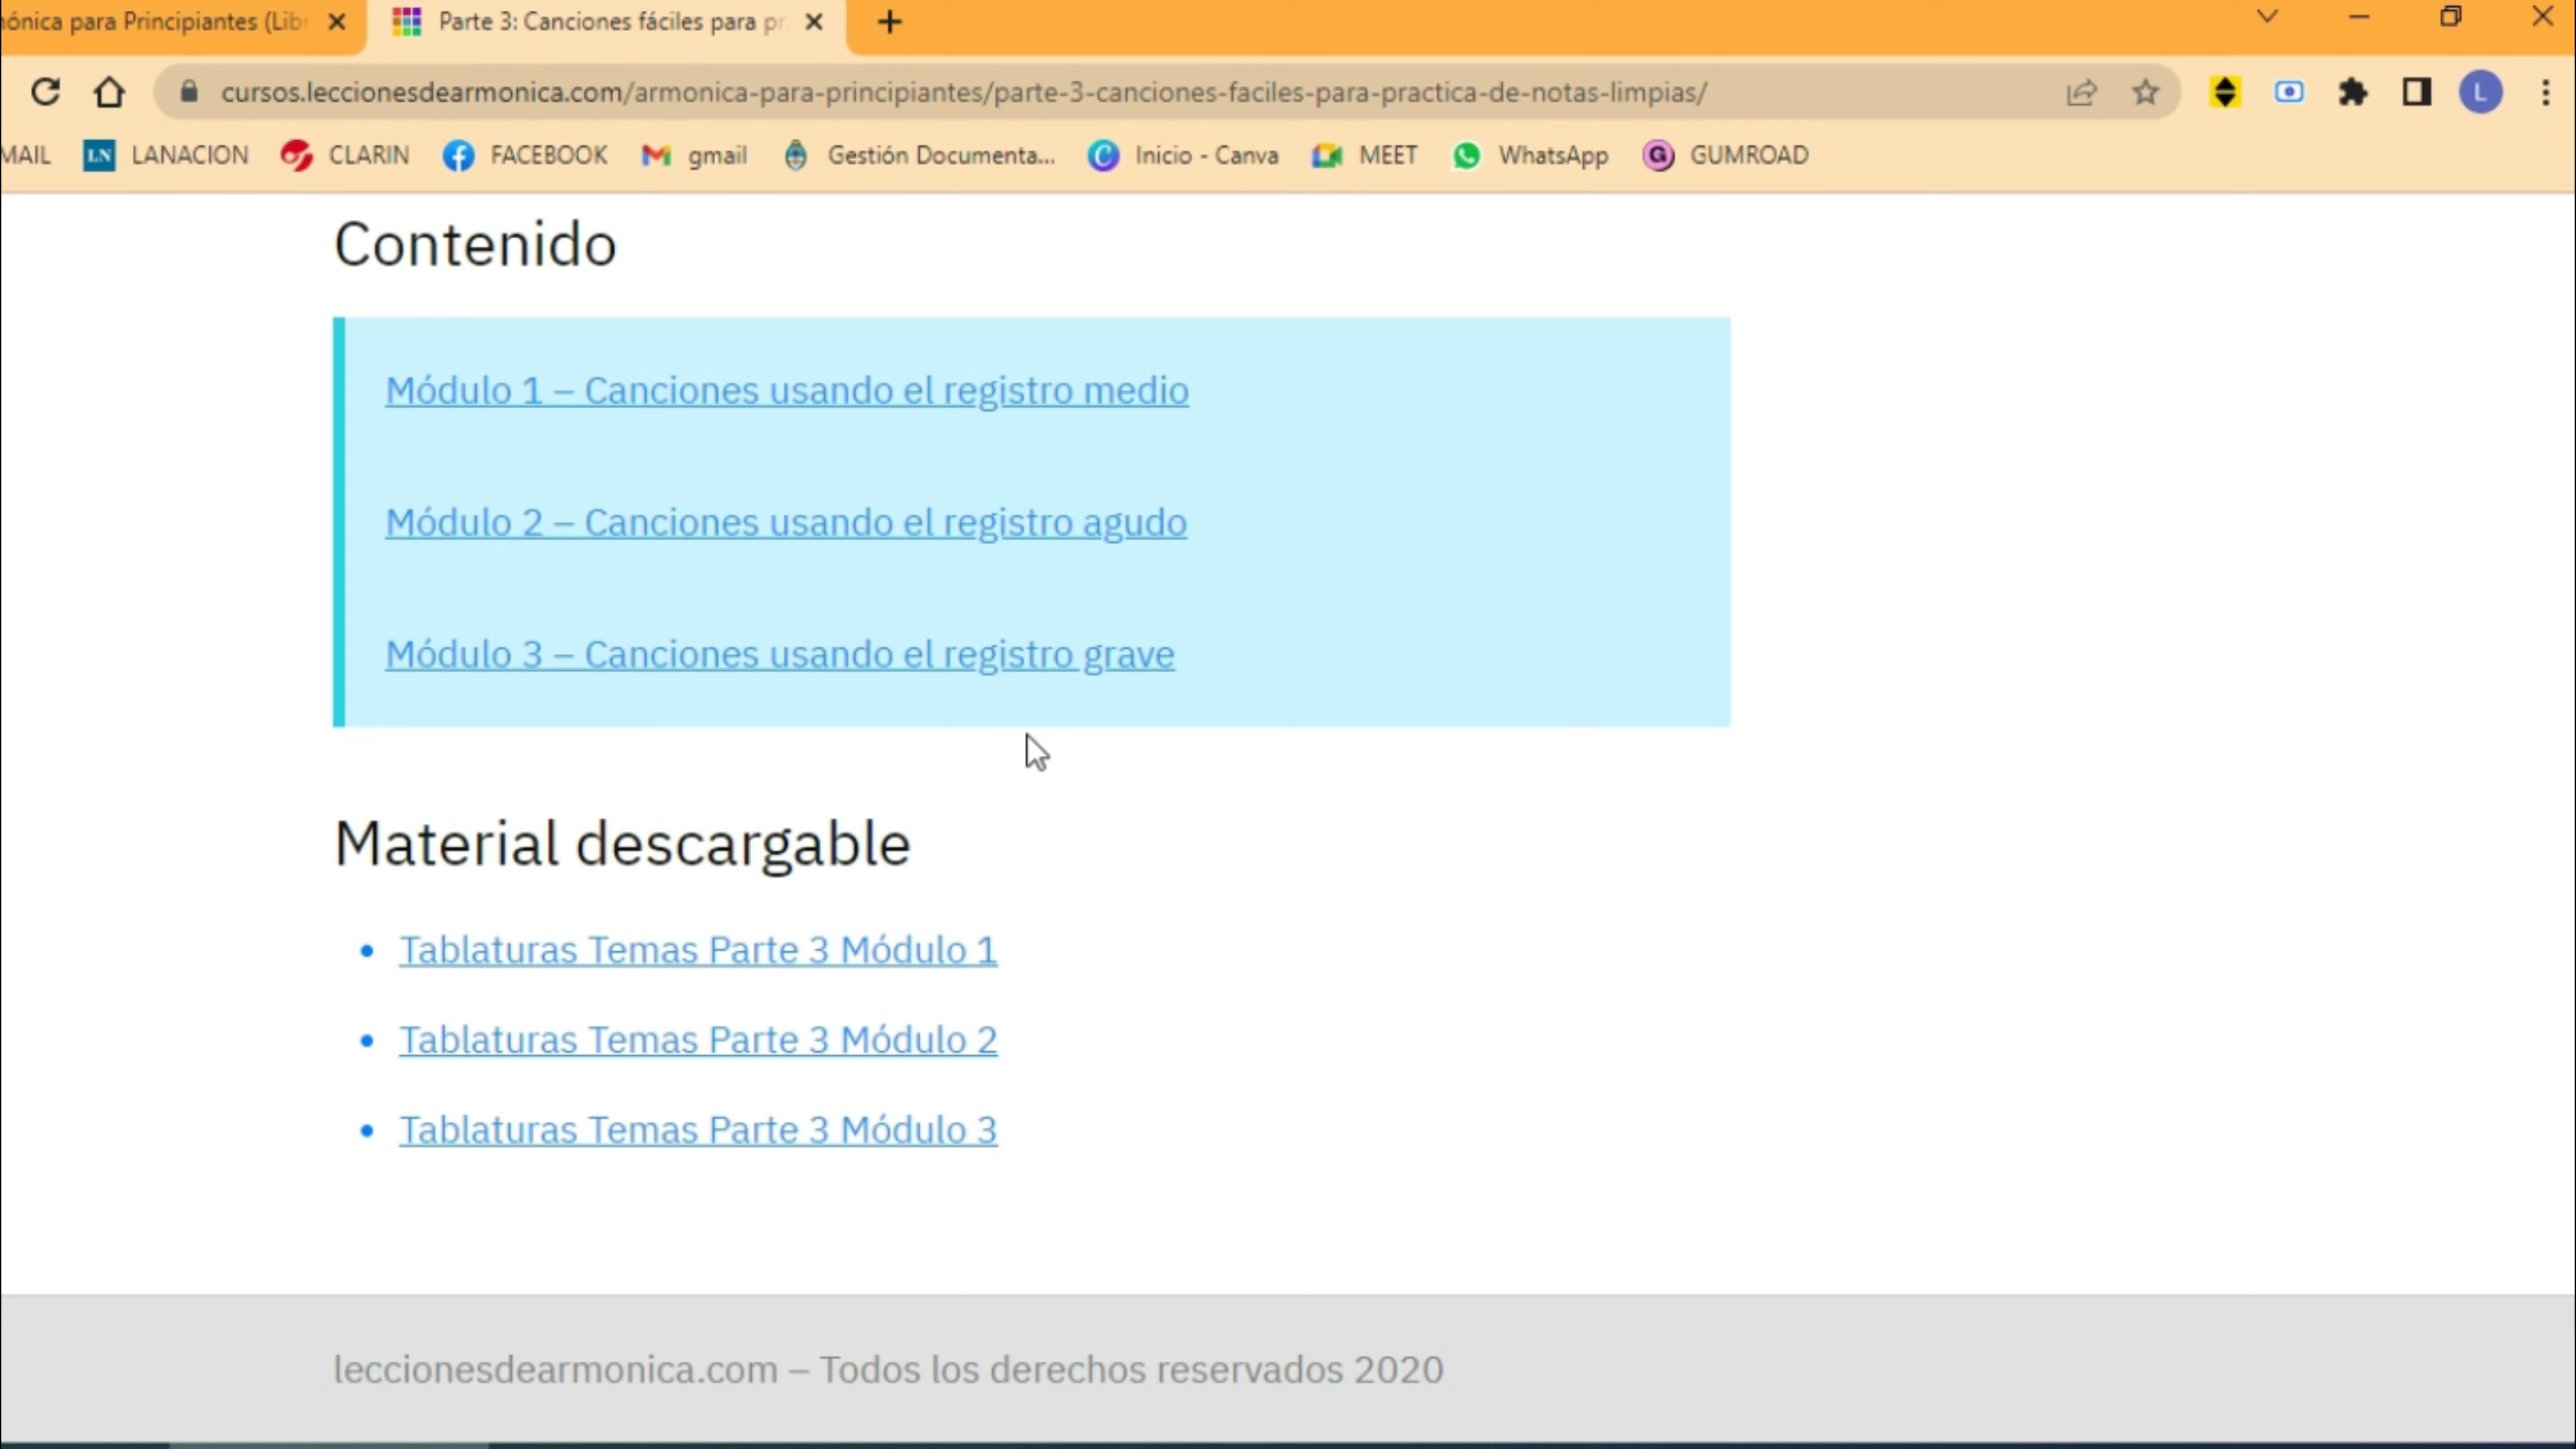 ónica para Principiantes (Lib
Parte 3: Canciones fáciles para pr
cursos.leccionesdearmonica.com/armonica-para-principiantes/parte-3-canciones-faciles-para-practica-de-notas-limpias/
L
MAIL LN LANACION CLARIN FACEBOOK gmail Gestión Documenta... Inicio - Canva MEET WhatsApp G GUMROAD
Contenido
Módulo 1 – Canciones usando el registro medio
Módulo 2 – Canciones usando el registro agudo
Módulo 3 – Canciones usando el registro grave
Material descargable
• Tablaturas Temas Parte 3 Módulo 1
• Tablaturas Temas Parte 3 Módulo 2
• Tablaturas Temas Parte 3 Módulo 3
leccionesdearmonica.com – Todos los derechos reservados 2020